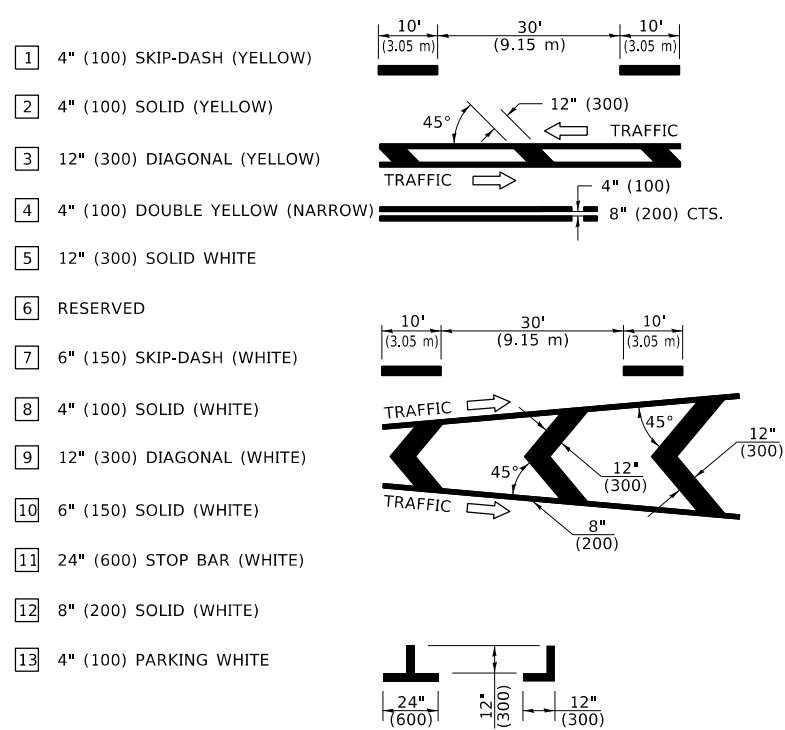 10' 30' 10'
(3.05 m) (9.15 m) (3.05 m)
1 4" (100) SKIP-DASH (YELLOW)
2 4" (100) SOLID (YELLOW)
12" (300)
45°
TRAFFIC
3 12" (300) DIAGONAL (YELLOW)
TRAFFIC
4" (100)
4 4" (100) DOUBLE YELLOW (NARROW)
8" (200) CTS.
5 12" (300) SOLID WHITE
6 RESERVED
10' 30' 10'
(3.05 m) (9.15 m) (3.05 m)
7 6" (150) SKIP-DASH (WHITE)
8 4" (100) SOLID (WHITE)
TRAFFIC
45°
12"
(300)
9 12" (300) DIAGONAL (WHITE)
45°
12"
(300)
TRAFFIC
10 6" (150) SOLID (WHITE)
8"
(200)
11 24" (600) STOP BAR (WHITE)
12 8" (200) SOLID (WHITE)
13 4" (100) PARKING WHITE
24"
(600)
12"
(300)
12"
(300)